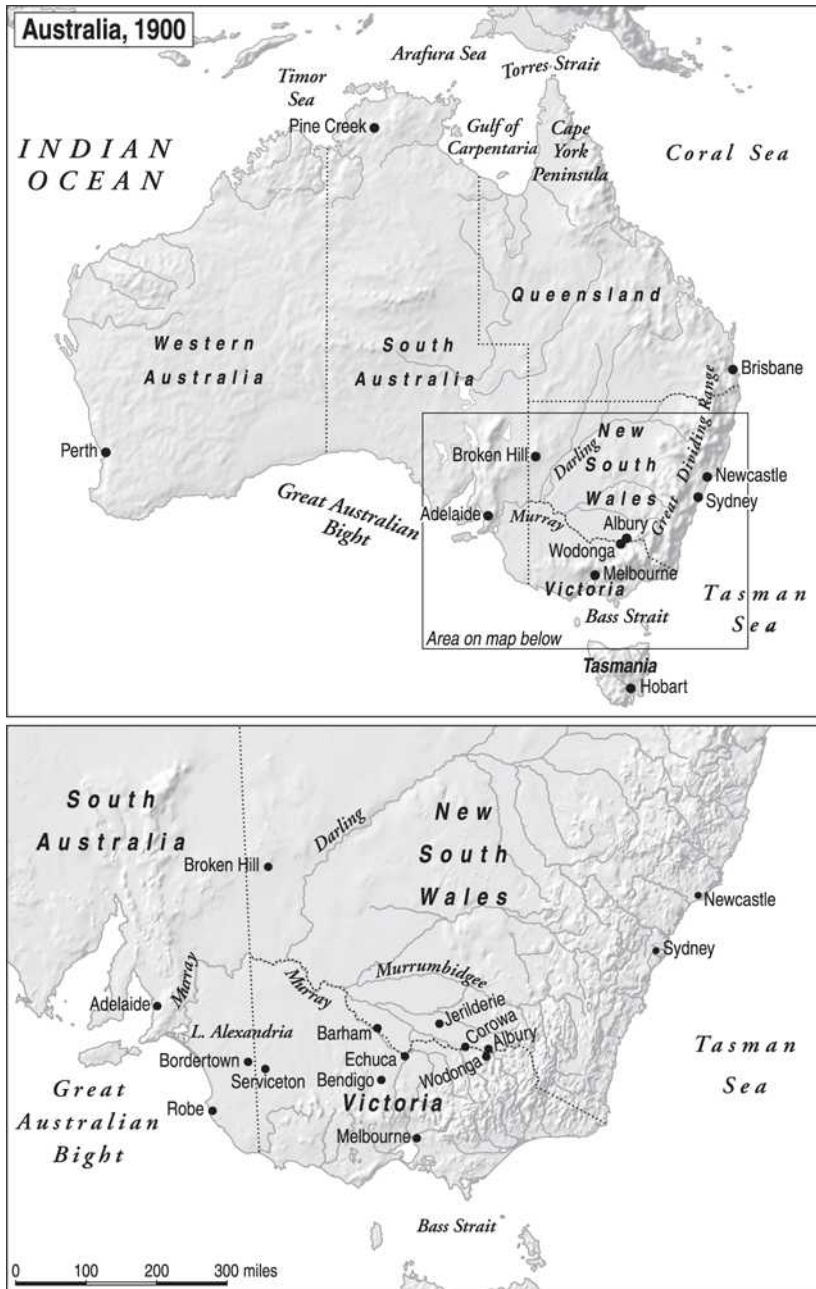 Australia, 1900
Arafura Sea
Torres Strait
Timor
Sea
Pine Creek
Gulf of
Carpentaria
Cape
York
Peninsula
INDIAN
OCEAN
Coral Sea
Queensland
Western
Australia
South
Australia
Brisbane
Great Dividing Range
New
South
Wales
Darling
Broken Hill
Perth
Newcastle
Sydney
Great Australian
Bight
Adelaide
Murray
Albury
Wodonga
Melbourne
Victoria
Tasman
Sea
Bass Strait
Area on map below
Tasmania
Hobart
South
Australia
New
South
Wales
Darling
Broken Hill
Newcastle
Sydney
Murray
Murray
Murrumbidgee
Adelaide
Jerilderie
L. Alexandria
Barham
Corowa
Albury
Bordertown
Echuca
Wodonga
Serviceton
Bendigo
Tasman
Sea
Great
Australian
Bight
Robe
Victoria
Melbourne
Bass Strait
0 100 200 300 miles